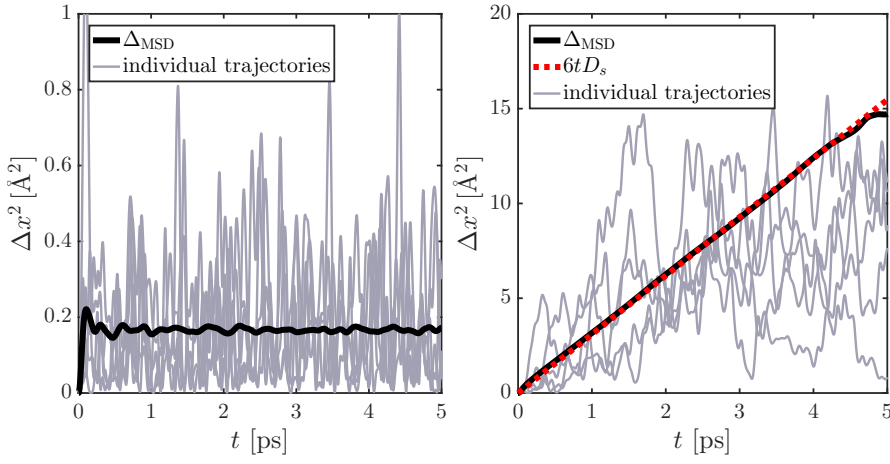 1
0.8
0.6
0.4
0.2
0
Δx² [Å²]
Δ_MSD
individual trajectories
0 1 2 3 4 5
t [ps]
20
15
10
5
0
Δx² [Å²]
Δ_MSD
6tD_s
individual trajectories
0 1 2 3 4 5
t [ps]